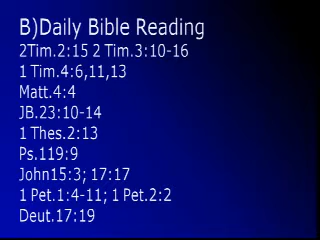 B)Daily Bible Reading
2Tim.2:15 2 Tim.3:10-16
1 Tim.4:6,11,13
Matt.4:4
JB.23:10-14
1 Thes.2:13
Ps.119:9
John15:3; 17:17
1 Pet.1:4-11; 1 Pet.2:2
Deut.17:19